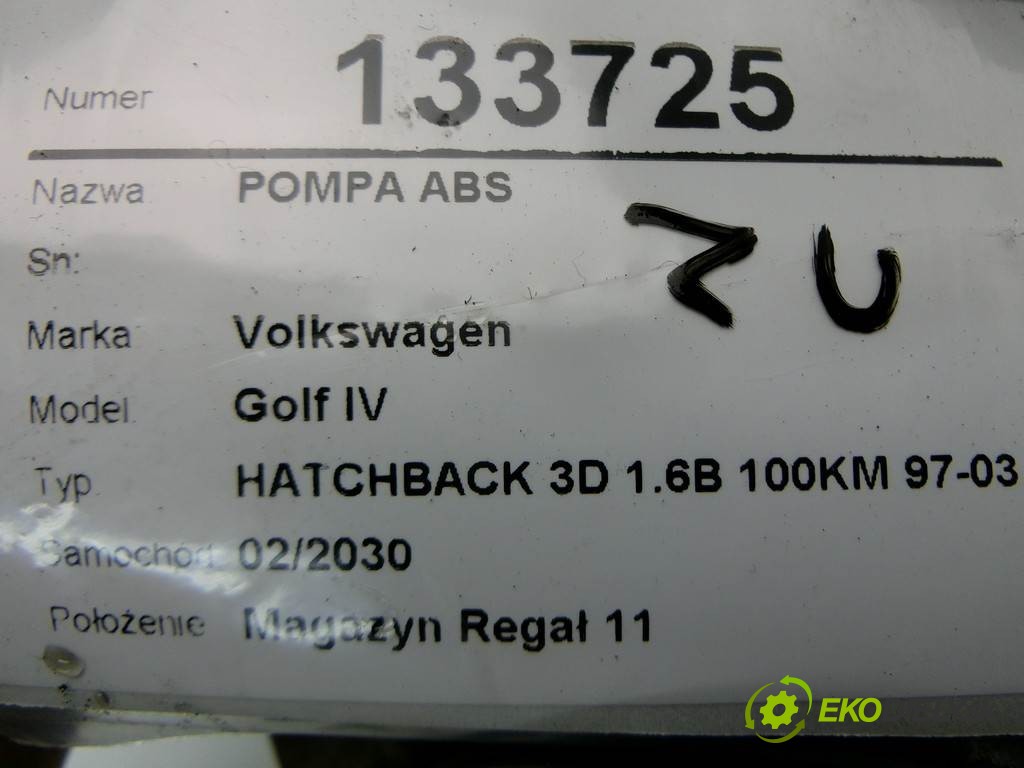 Numer 133725
Nazwa POMPA ABS
ZU
Sn:
Marka Volkswagen
Model Golf IV
Typ HATCHBACK 3D 1.6B 100KM 97-03
Samochód 02/2030
Położenie Magazyn Regał 11
EKO